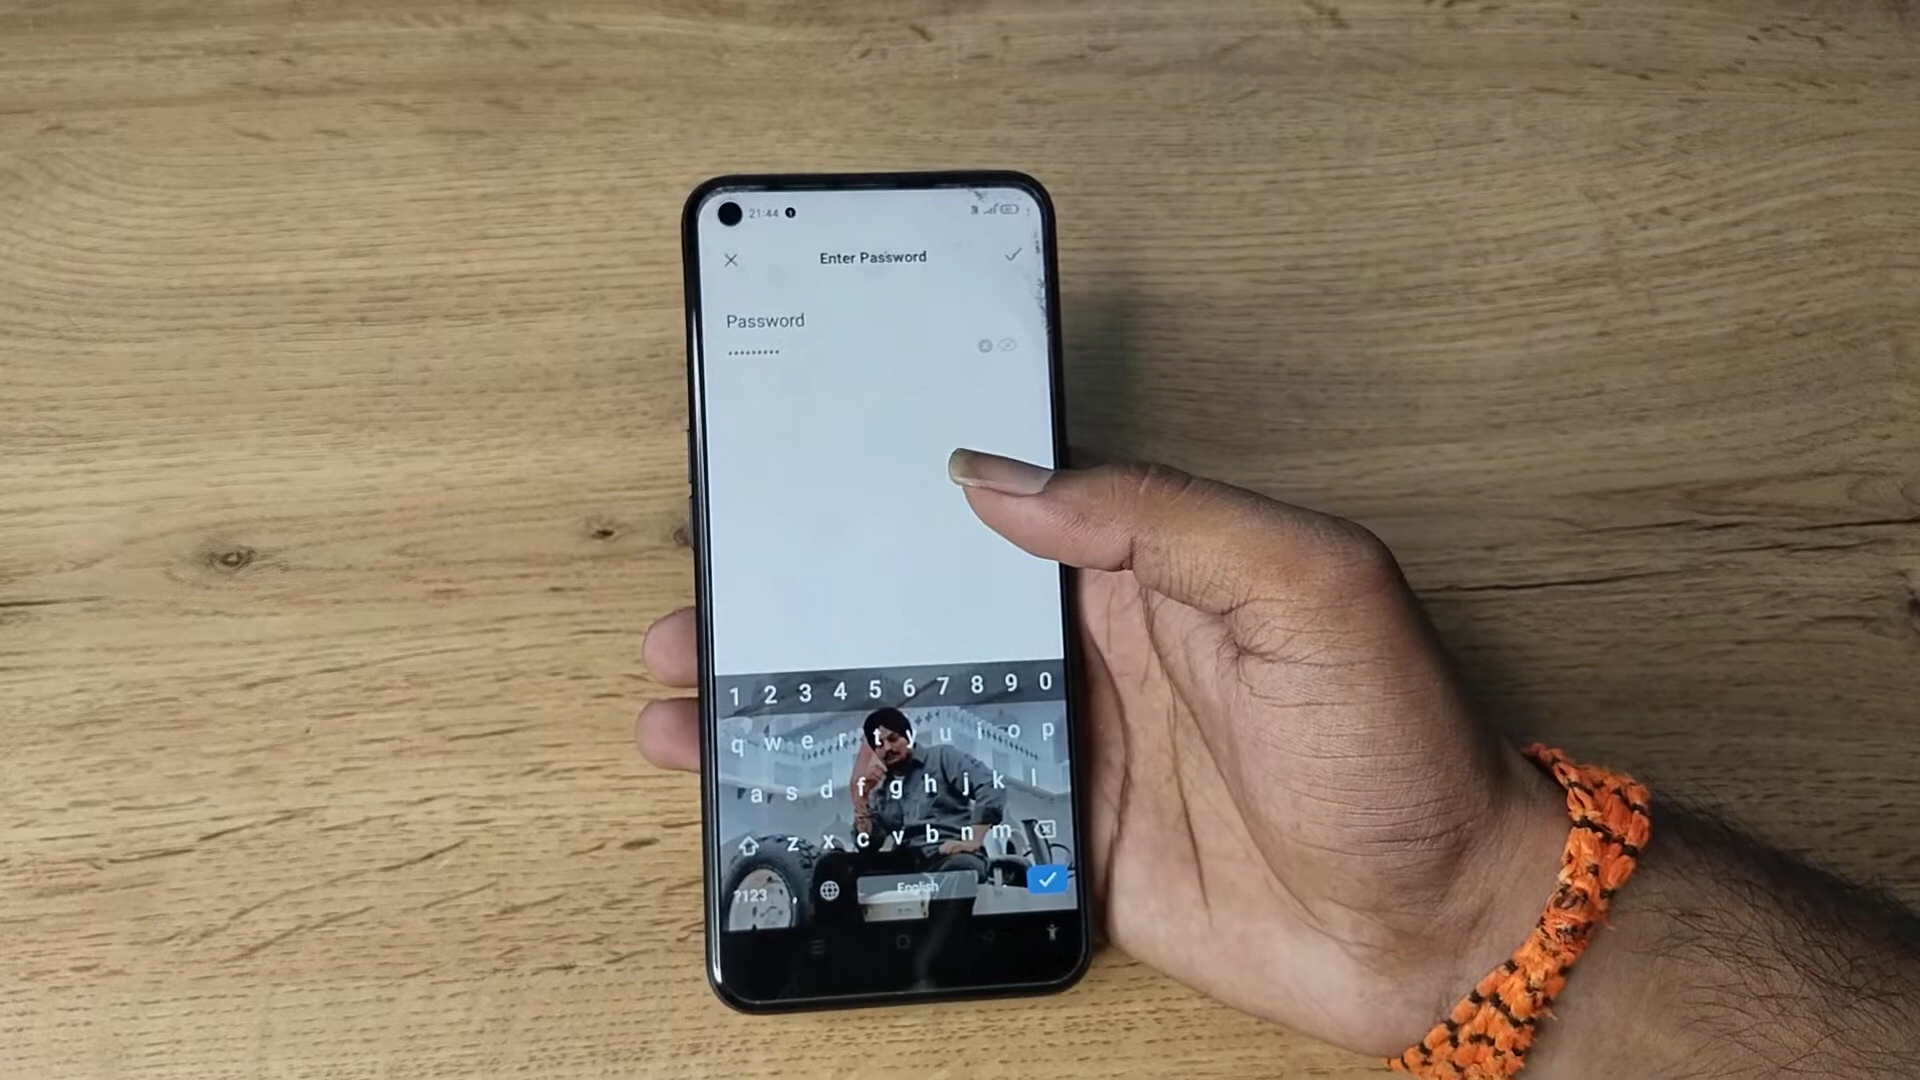 21:44
Enter Password
Password
•••••••••
1 2 3 4 5 6 7 8 9 0
q w e r t y u i o p
a s d f g h j k l
z x c v b n m
?123 , English .